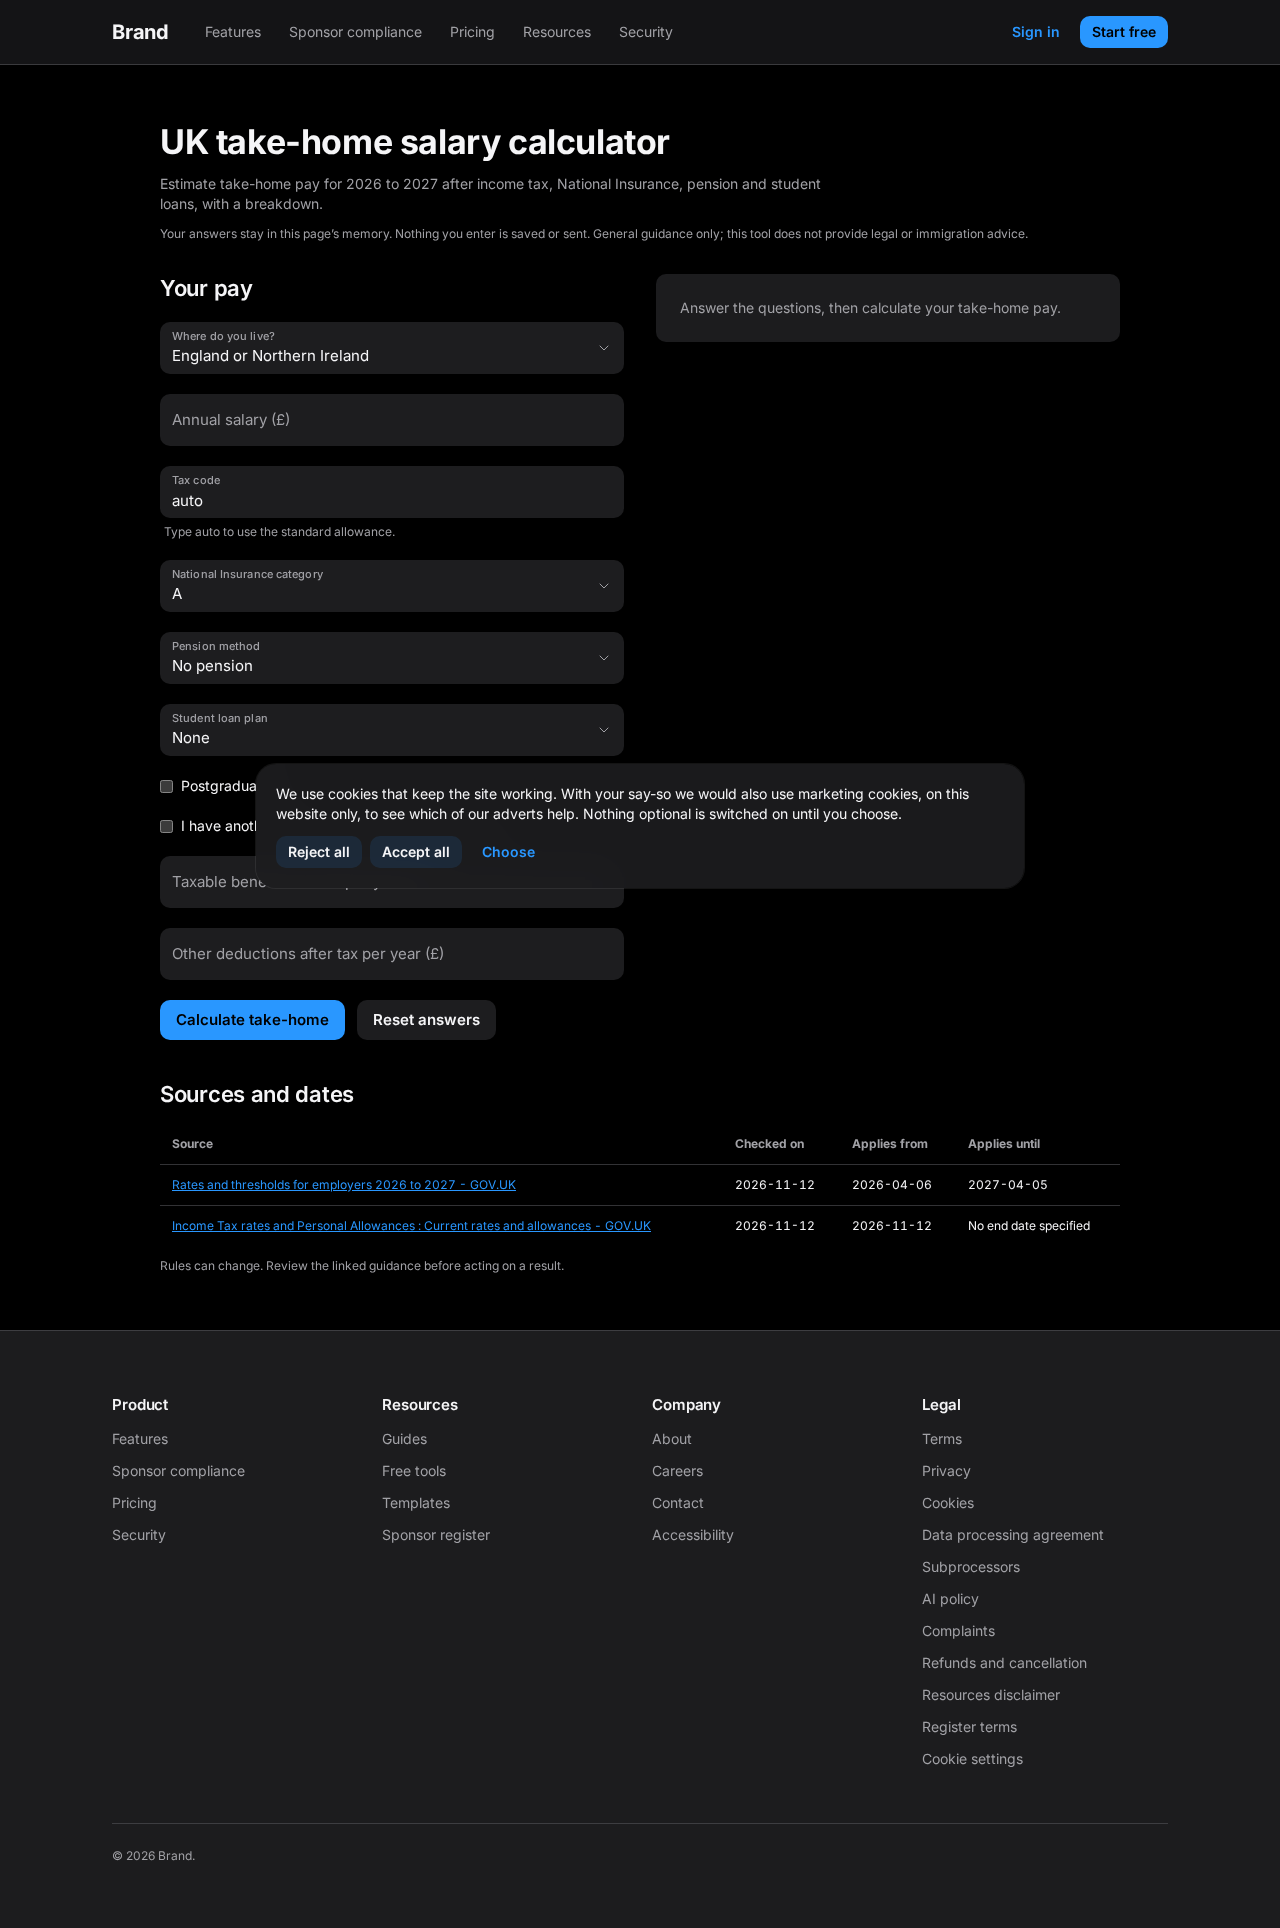 Brand
Features
Sponsor compliance
Pricing
Resources
Security
Sign in
Start free
UK take-home salary calculator
Estimate take-home pay for 2026 to 2027 after income tax, National Insurance, pension and student
loans, with a breakdown.
Your answers stay in this page’s memory. Nothing you enter is saved or sent. General guidance only; this tool does not provide legal or immigration advice.
Your pay
Where do you live?
England or Northern Ireland
Annual salary (£)
Tax code
auto
Type auto to use the standard allowance.
National Insurance category
A
Pension method
No pension
Student loan plan
None
Answer the questions, then calculate your take-home pay.
We use cookies that keep the site working. With your say-so we would also use marketing cookies, on this
website only, to see which of our adverts help. Nothing optional is switched on until you choose.
Reject all
Accept all
Choose
I have
Taxable
Other deductions after tax per year (£)
Calculate take-home
Reset answers
Sources and dates
Source Checked on Applies from Applies until
Rates and thresholds for employers 2026 to 2027 - GOV.UK 2026-11-12 2026-04-06 2027-04-05
Income Tax rates and Personal Allowances : Current rates and allowances - GOV.UK 2026-11-12 2026-11-12 No end date specified
Rules can change. Review the linked guidance before acting on a result.
Product
Features
Sponsor compliance
Pricing
Security
Resources
Guides
Free tools
Templates
Sponsor register
Company
About
Careers
Contact
Accessibility
Legal
Terms
Privacy
Cookies
Data processing agreement
Subprocessors
AI policy
Complaints
Refunds and cancellation
Resources disclaimer
Register terms
Cookie settings
© 2026 Brand.